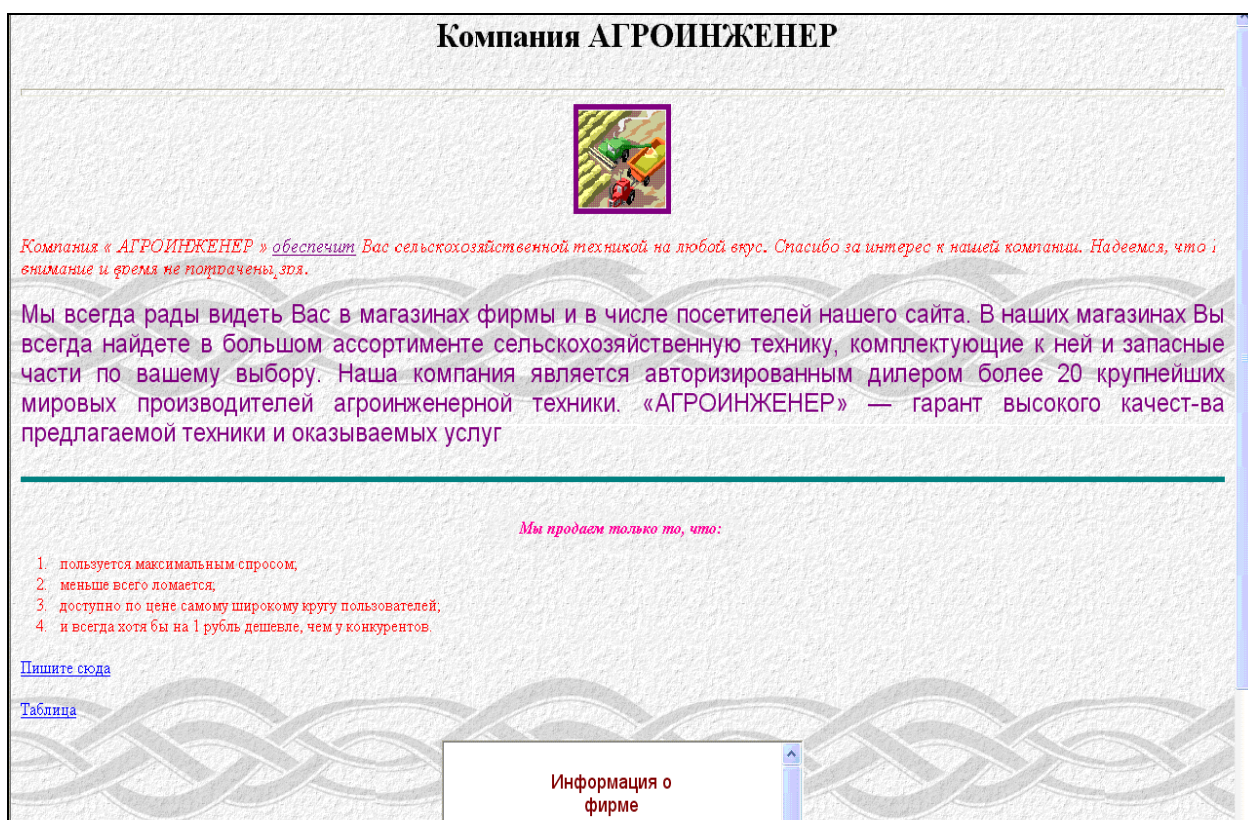 Компания АГРОИНЖЕНЕР
Компания « АГРОИНЖЕНЕР » обеспечит Вас сельскохозяйственной техникой на любой вкус. Спасибо за интерес к нашей компании. Надеемся, что
внимание и время не потрачены зря.
Мы всегда рады видеть Вас в магазинах фирмы и в числе посетителей нашего сайта. В наших магазинах Вы
всегда найдете в большом ассортименте сельскохозяйственную технику, комплектующие к ней и запасные
части по вашему выбору. Наша компания является авторизированным дилером более 20 крупнейших
мировых производителей агроинженерной техники. «АГРОИНЖЕНЕР» — гарант высокого качест-ва
предлагаемой техники и оказываемых услуг
Мы продаем только то, что:
1. пользуется максимальным спросом;
2. меньше всего ломается;
3. доступно по цене самому широкому кругу пользователей;
4. и всегда хотя бы на 1 рубль дешевле, чем у конкурентов.
Пишите сюда
Таблица
Информация о
фирме